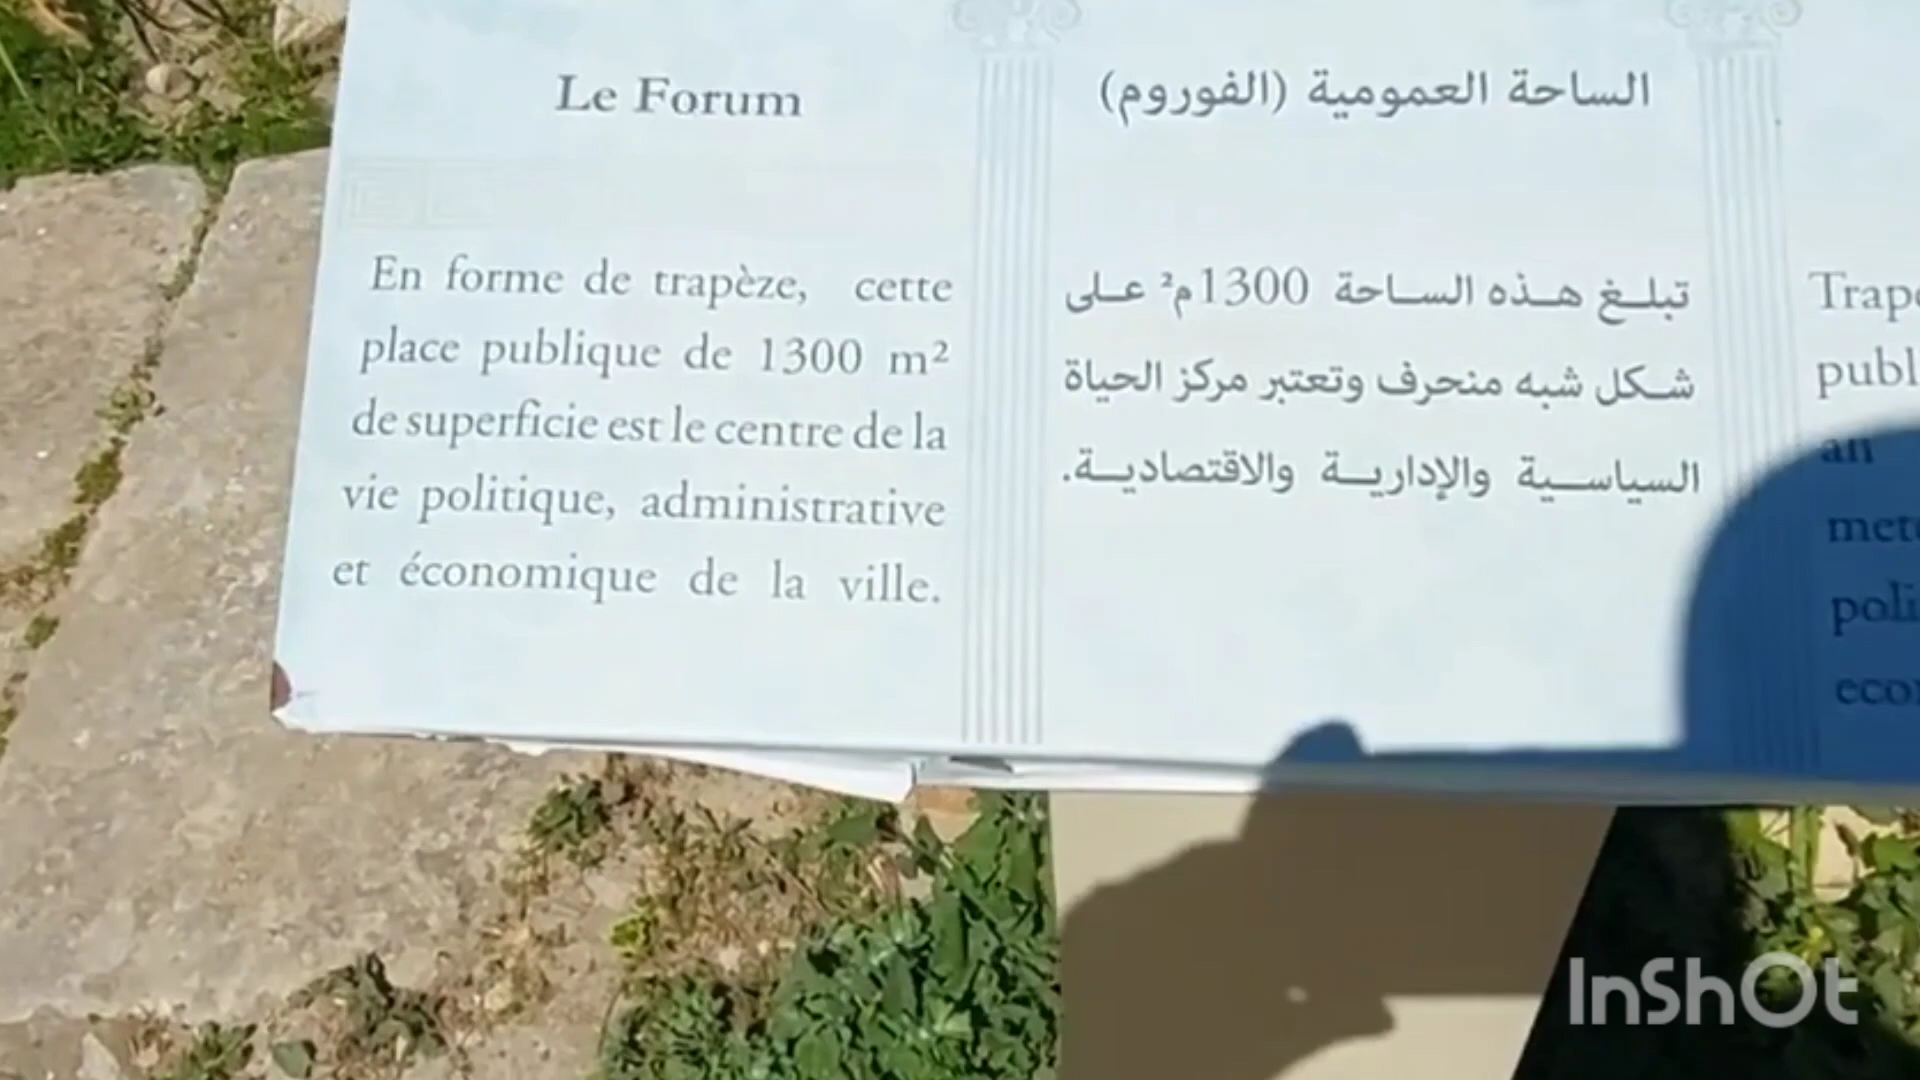 Le Forum
En forme de trapèze, cette
place publique de 1300 m²
de superficie est le centre de la
vie politique, administrative
et économique de la ville.
الساحة العمومية (الفوروم)
تبلغ هذه الساحة 1300م² على
شكل شبه منحرف وتعتبر مركز الحياة
السياسية والإدارية والاقتصادية.
an
InShOt